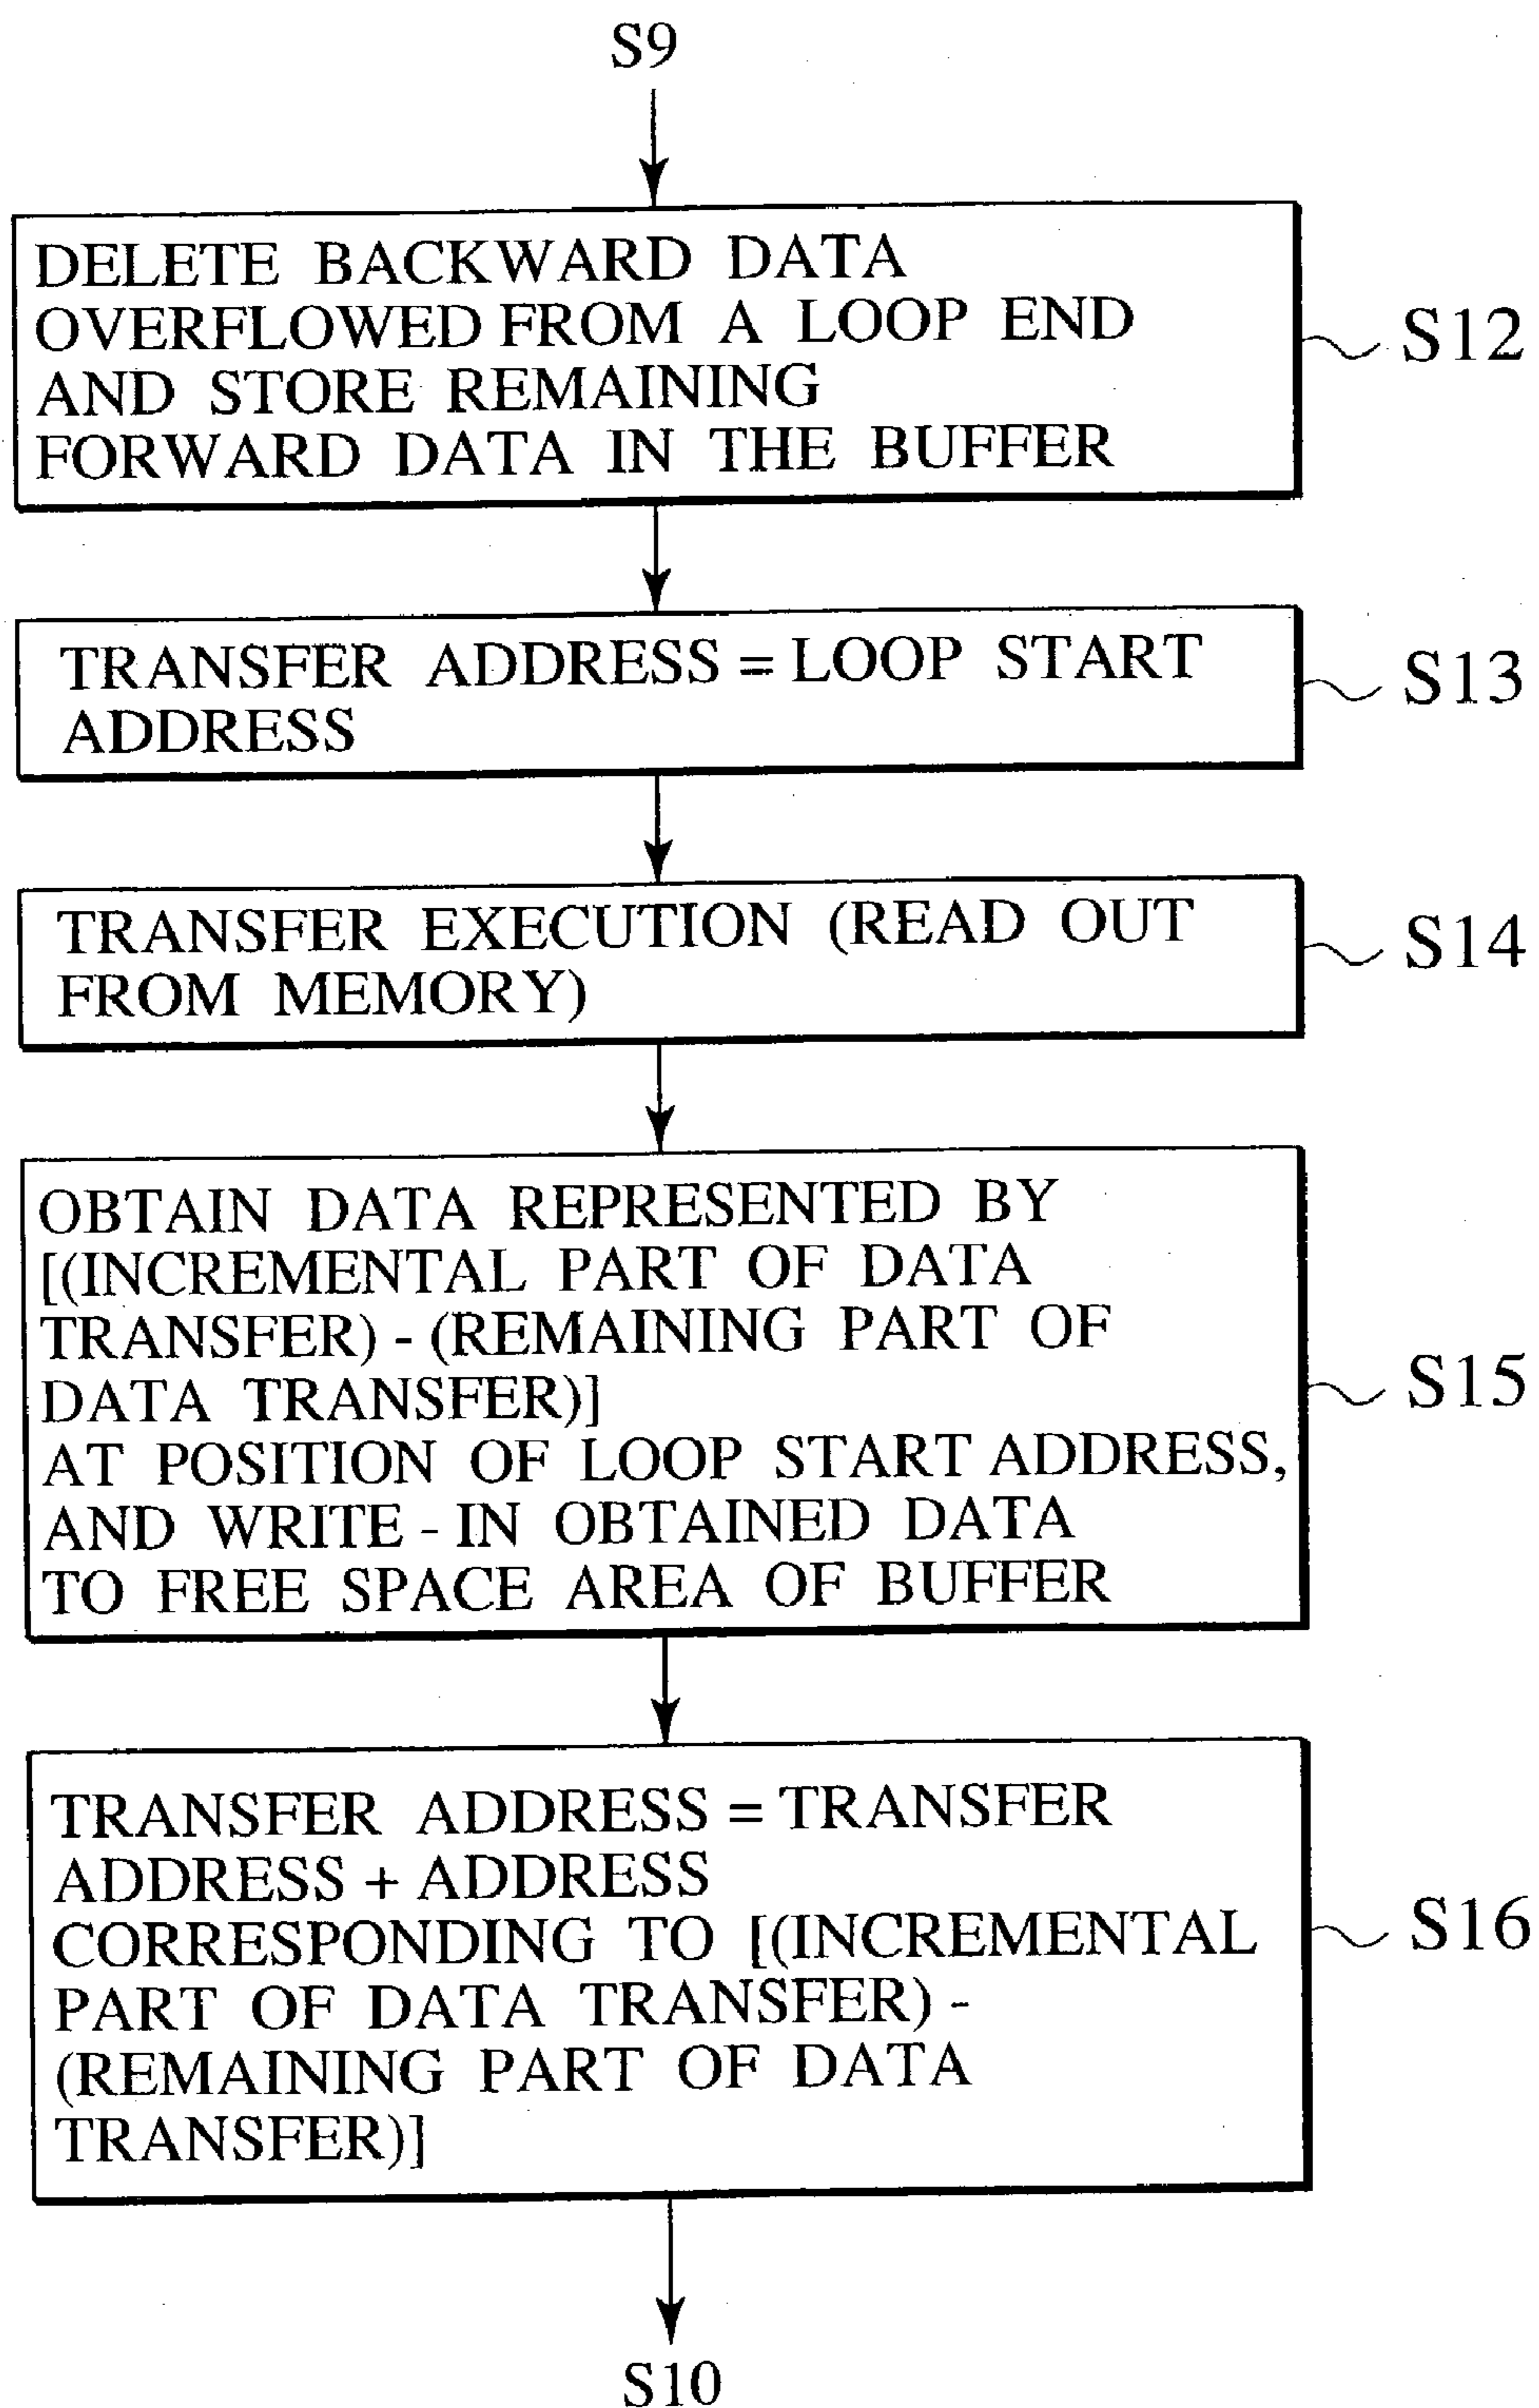 S9
DELETE BACKWARD DATA
OVERFLOWED FROM A LOOP END
AND STORE REMAINING
FORWARD DATA IN THE BUFFER
S12
TRANSFER ADDRESS = LOOP START
ADDRESS
S13
TRANSFER EXECUTION (READ OUT
FROM MEMORY)
S14
OBTAIN DATA REPRESENTED BY
[(INCREMENTAL PART OF DATA
TRANSFER) - (REMAINING PART OF
DATA TRANSFER)]
AT POSITION OF LOOP START ADDRESS,
AND WRITE - IN OBTAINED DATA
TO FREE SPACE AREA OF BUFFER
S15
TRANSFER ADDRESS = TRANSFER
ADDRESS + ADDRESS
CORRESPONDING TO [(INCREMENTAL
PART OF DATA TRANSFER) -
(REMAINING PART OF DATA
TRANSFER)]
S16
S10